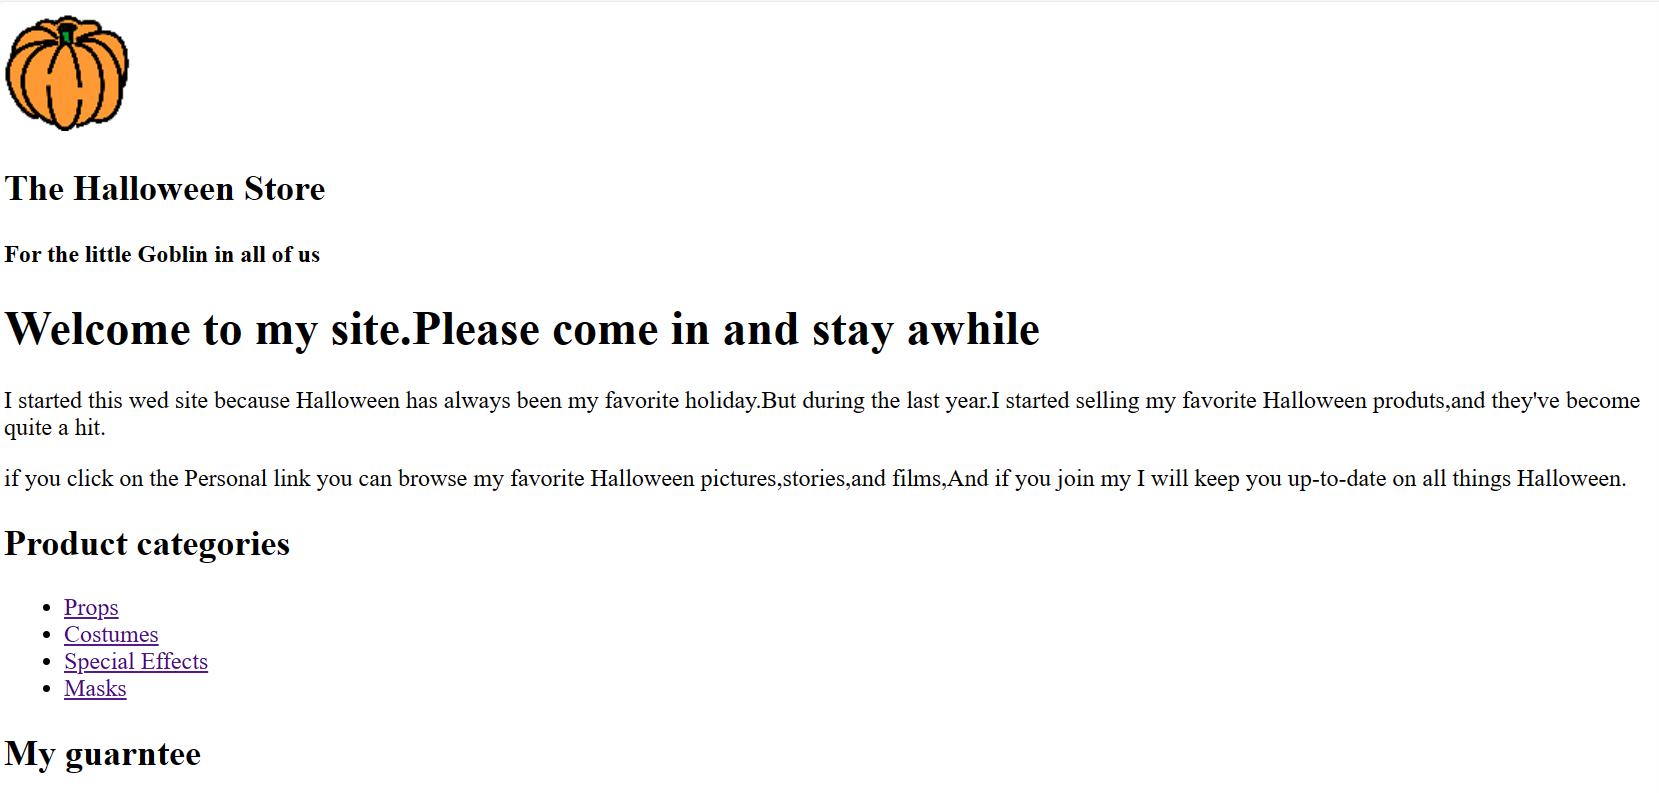 The Halloween Store
For the little Goblin in all of us
Welcome to my site.Please come in and stay awhile
I started this wed site because Halloween has always been my favorite holiday.But during the last year.I started selling my favorite Halloween produts,and they've become
quite a hit.
if you click on the Personal link you can browse my favorite Halloween pictures,stories,and films,And if you join my I will keep you up-to-date on all things Halloween.
Product categories
Props
Costumes
Special Effects
Masks
My guarntee